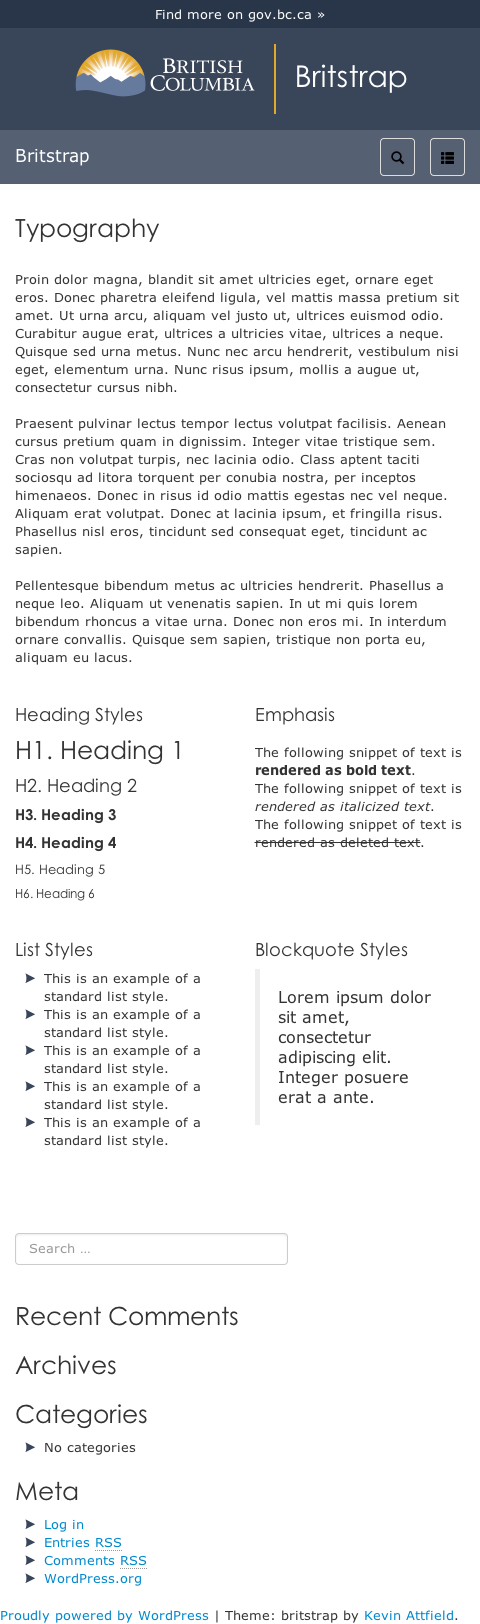 Find more on gov.bc.ca »
BRITISH
COLUMBIA
Britstrap
Britstrap
Typography
Proin dolor magna, blandit sit amet ultricies eget, ornare eget
eros. Donec pharetra eleifend ligula, vel mattis massa pretium sit
amet. Ut urna arcu, aliquam vel justo ut, ultrices euismod odio.
Curabitur augue erat, ultrices a ultricies vitae, ultrices a neque.
Quisque sed urna metus. Nunc nec arcu hendrerit, vestibulum nisi
eget, elementum urna. Nunc risus ipsum, mollis a augue ut,
consectetur cursus nibh.
Praesent pulvinar lectus tempor lectus volutpat facilisis. Aenean
cursus pretium quam in dignissim. Integer vitae tristique sem.
Cras non volutpat turpis, nec lacinia odio. Class aptent taciti
sociosqu ad litora torquent per conubia nostra, per inceptos
himenaeos. Donec in risus id odio mattis egestas nec vel neque.
Aliquam erat volutpat. Donec at lacinia ipsum, et fringilla risus.
Phasellus nisl eros, tincidunt sed consequat eget, tincidunt ac
sapien.
Pellentesque bibendum metus ac ultricies hendrerit. Phasellus a
neque leo. Aliquam ut venenatis sapien. In ut mi quis lorem
bibendum rhoncus a vitae urna. Donec non eros mi. In interdum
ornare convallis. Quisque sem sapien, tristique non porta eu,
aliquam eu lacus.
Heading Styles
H1. Heading 1
H2. Heading 2
H3. Heading 3
H4. Heading 4
H5. Heading 5
H6. Heading 6
Emphasis
The following snippet of text is
rendered as bold text.
The following snippet of text is
rendered as italicized text.
The following snippet of text is
rendered as deleted text.
List Styles
This is an example of a
standard list style.
This is an example of a
standard list style.
This is an example of a
standard list style.
This is an example of a
standard list style.
This is an example of a
standard list style.
Blockquote Styles
Lorem ipsum dolor
sit amet,
consectetur
adipiscing elit.
Integer posuere
erat a ante.
Search ...
Recent Comments
Archives
Categories
No categories
Meta
Log in
Entries RSS
Comments RSS
WordPress.org
Proudly powered by WordPress | Theme: britstrap by Kevin Attfield.